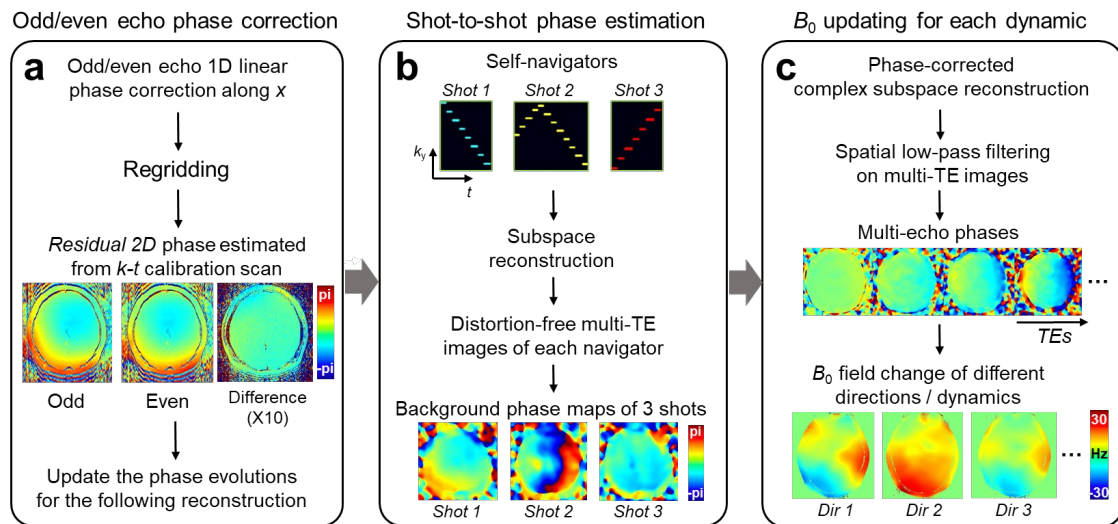 Odd/even echo phase correction
a
Odd/even echo 1D linear
phase correction along x
Regridding
Residual 2D phase estimated
from k-t calibration scan
pi
-pi
Odd
Even
Difference
(X10)
Update the phase evolutions
for the following reconstruction
Shot-to-shot phase estimation
b
Self-navigators
Shot 1
Shot 2
Shot 3
ky
t
Subspace
reconstruction
Distortion-free multi-TE
images of each navigator
Background phase maps of 3 shots
pi
-pi
Shot 1
Shot 2
Shot 3
B0 updating for each dynamic
c
Phase-corrected
complex subspace reconstruction
Spatial low-pass filtering
on multi-TE images
Multi-echo phases
...
TEs
B0 field change of different
directions / dynamics
30
Hz
-30
...
Dir 1
Dir 2
Dir 3